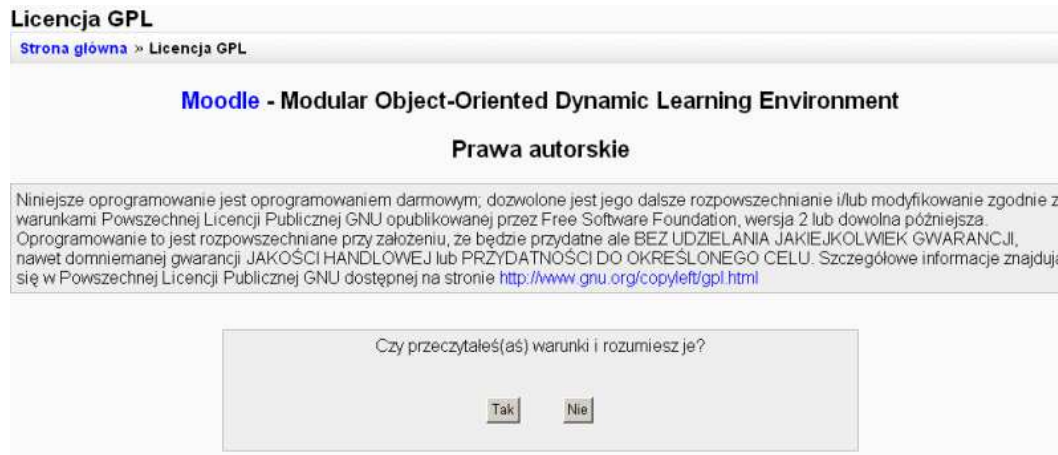 Licencja GPL
Strona główna » Licencja GPL
Moodle - Modular Object-Oriented Dynamic Learning Environment
Prawa autorskie
Niniejsze oprogramowanie jest oprogramowaniem darmowym; dozwolone jest jego dalsze rozpowszechnianie i/lub modyfikowanie zgodnie z
warunkami Powszechnej Licencji Publicznej GNU opublikowanej przez Free Software Foundation, wersja 2 lub dowolna późniejsza.
Oprogramowanie to jest rozpowszechniane przy założeniu, że będzie przydatne ale BEZ UDZIELANIA JAKIEJKOLWIEK GWARANCJI,
nawet domniemanej gwarancji JAKOŚCI HANDLOWEJ lub PRZYDATNOŚCI DO OKREŚLONEGO CELU. Szczegółowe informacje znajdują
się w Powszechnej Licencji Publicznej GNU dostępnej na stronie http://www.gnu.org/copyleft/gpl.html
Czy przeczytałeś(aś) warunki i rozumiesz je?
Tak Nie